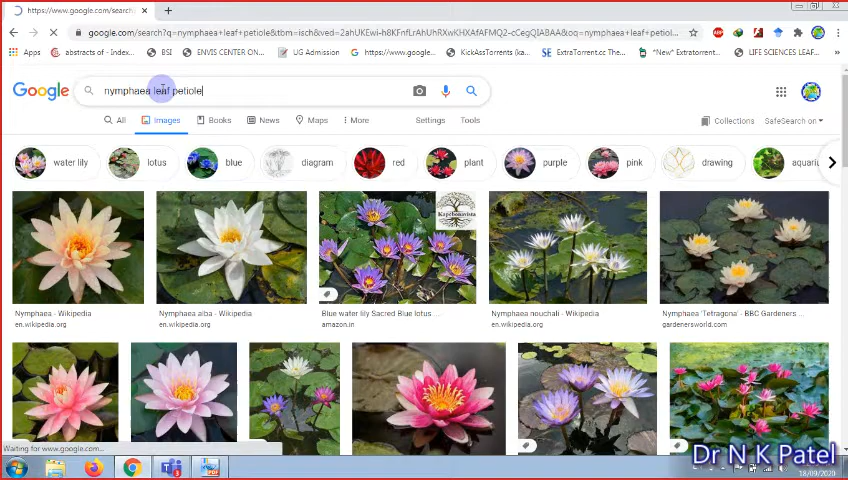 https://www.google.com/search
google.com/search?q=nymphaea+leaf+petiole&tbm=isch&ved=2ahUKEwi-h8KFnfLrAhUhRXwKHXAfAFMQ2-cCegQIABAA&oq=nymphaea+leaf+petiol...
Apps
abstracts of - Index...
BSI
ENVIS CENTER ON...
UG Admission
https://www.google...
KickAssTorrents (ka...
ExtraTorrent.cc The...
*New* Extratorrent...
LIFE SCIENCES LEAF...
Google
nymphaea leaf petiole
All
Images
Books
News
Maps
More
Settings
Tools
Collections
SafeSearch on
water lily
lotus
blue
diagram
red
plant
purple
pink
drawing
aquari
Kapebonavista
Nymphaea - Wikipedia
en.wikipedia.org
Nymphaea alba - Wikipedia
en.wikipedia.org
Blue water lily Sacred Blue lotus ...
amazon.in
Nymphaea nouchali - Wikipedia
en.wikipedia.org
Nymphaea 'Tetragona' - BBC Gardeners ...
gardenersworld.com
Waiting for www.google.com...
Dr N K Patel
18/09/2020